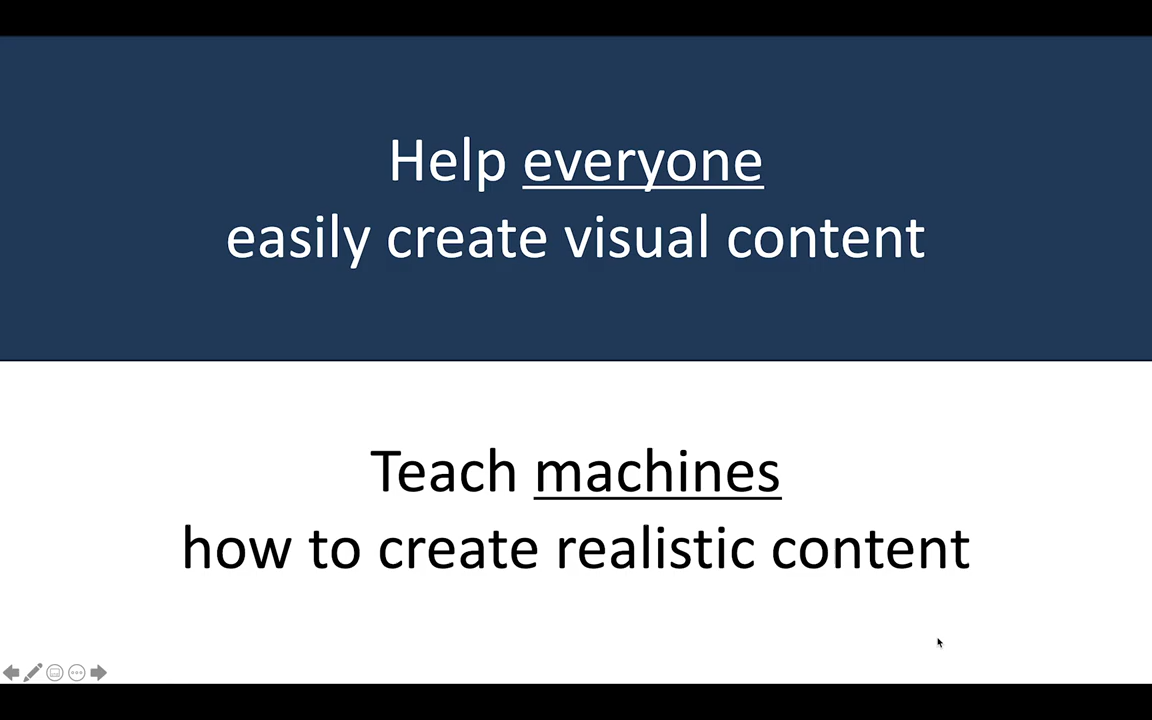 Help everyone
easily create visual content
Teach machines
how to create realistic content